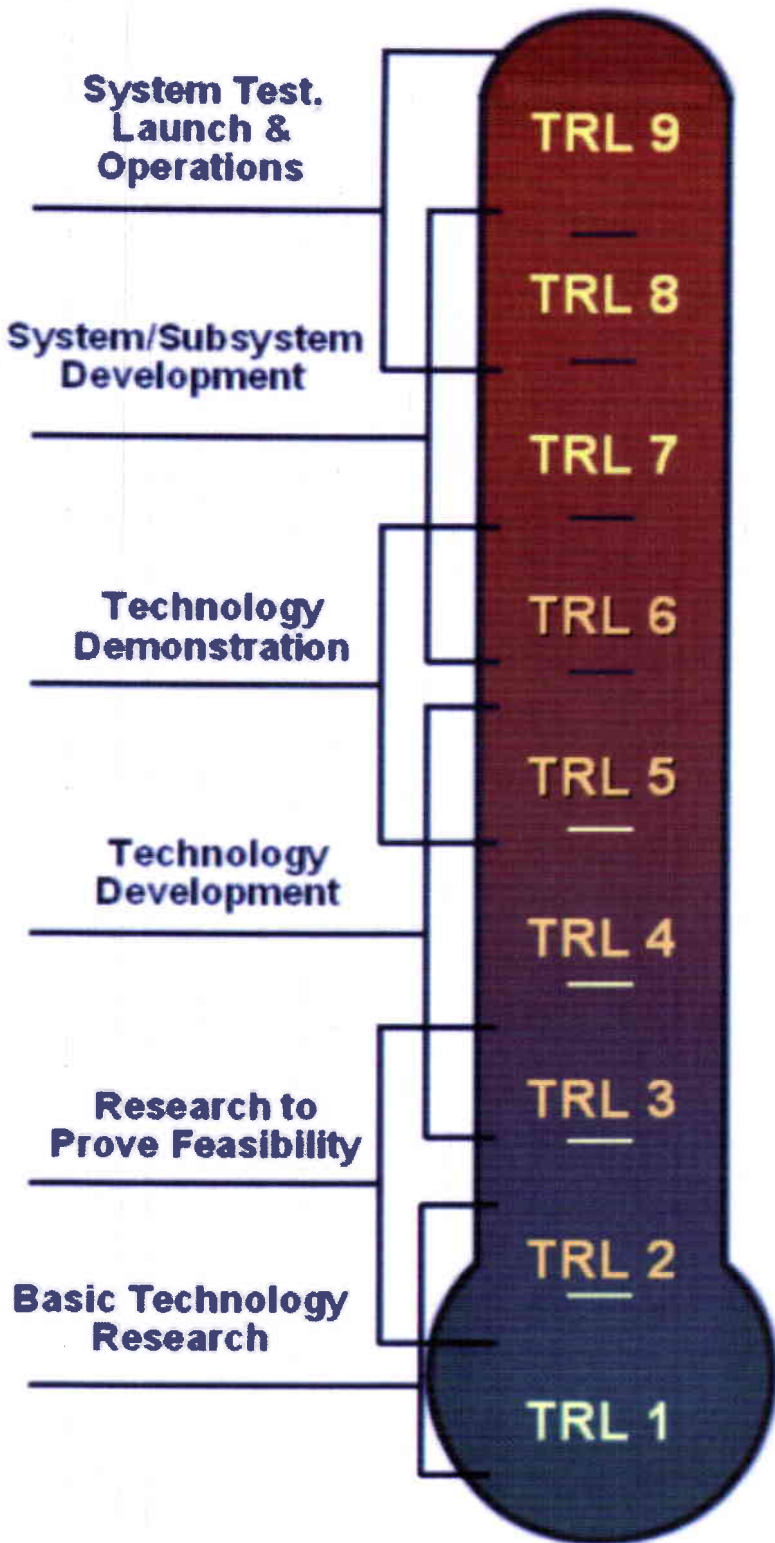 System Test.
Launch &
Operations
System/Subsystem
Development
Technology
Demonstration
Technology
Development
Research to
Prove Feasibility
Basic Technology
Research
TRL 9
TRL 8
TRL 7
TRL 6
TRL 5
TRL 4
TRL 3
TRL 2
TRL 1